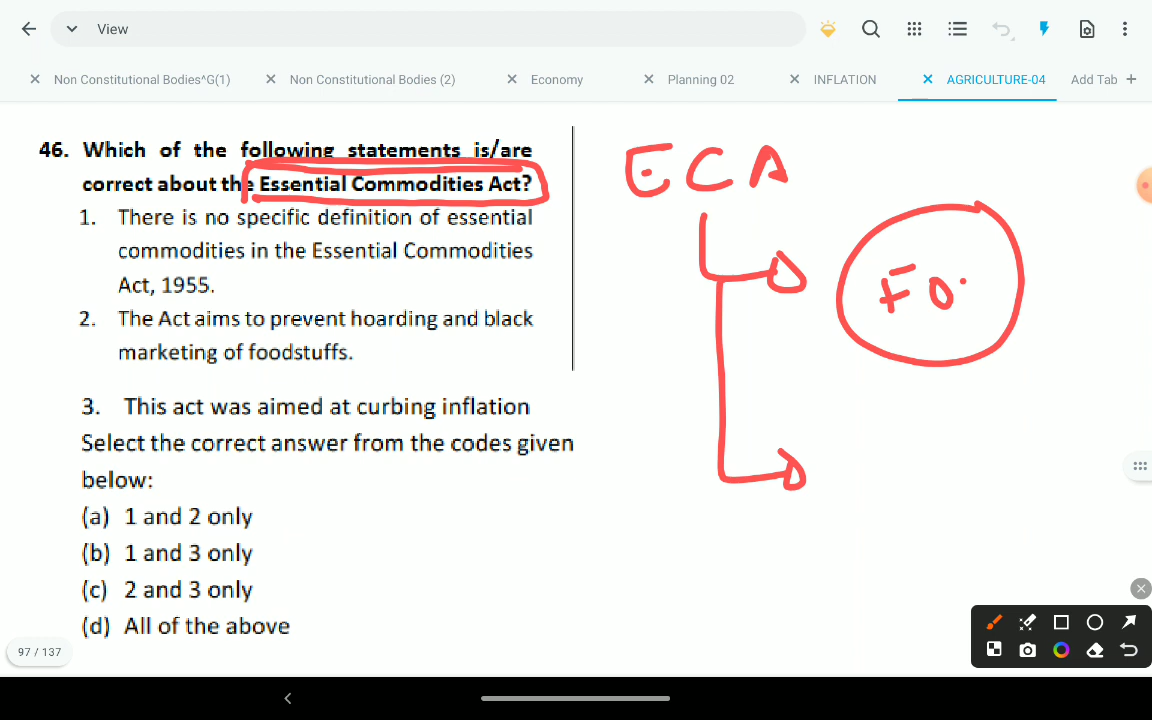 View
Non Constitutional Bodies^G(1)
Non Constitutional Bodies (2)
Economy
Planning 02
INFLATION
AGRICULTURE-04
Add Tab +
46. Which of the following statements is/are
correct about the Essential Commodities Act?
1. There is no specific definition of essential
commodities in the Essential Commodities
Act, 1955.
2. The Act aims to prevent hoarding and black
marketing of foodstuffs.
3. This act was aimed at curbing inflation
Select the correct answer from the codes given
below:
(a) 1 and 2 only
(b) 1 and 3 only
(c) 2 and 3 only
(d) All of the above
ECA
Fo
97 / 137